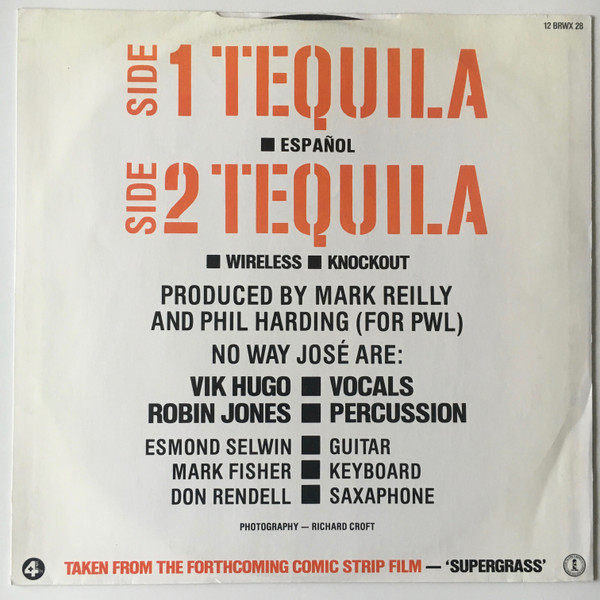 12 BRWX 28
SIDE 1 TEQUILA
■ ESPAÑOL
SIDE 2 TEQUILA
■ WIRELESS ■ KNOCKOUT
PRODUCED BY MARK REILLY
AND PHIL HARDING (FOR PWL)
NO WAY JOSÉ ARE:
VIK HUGO ■ VOCALS
ROBIN JONES ■ PERCUSSION
ESMOND SELWIN ■ GUITAR
MARK FISHER ■ KEYBOARD
DON RENDELL ■ SAXAPHONE
PHOTOGRAPHY — RICHARD CROFT
4 TAKEN FROM THE FORTHCOMING COMIC STRIP FILM — ‘SUPERGRASS’